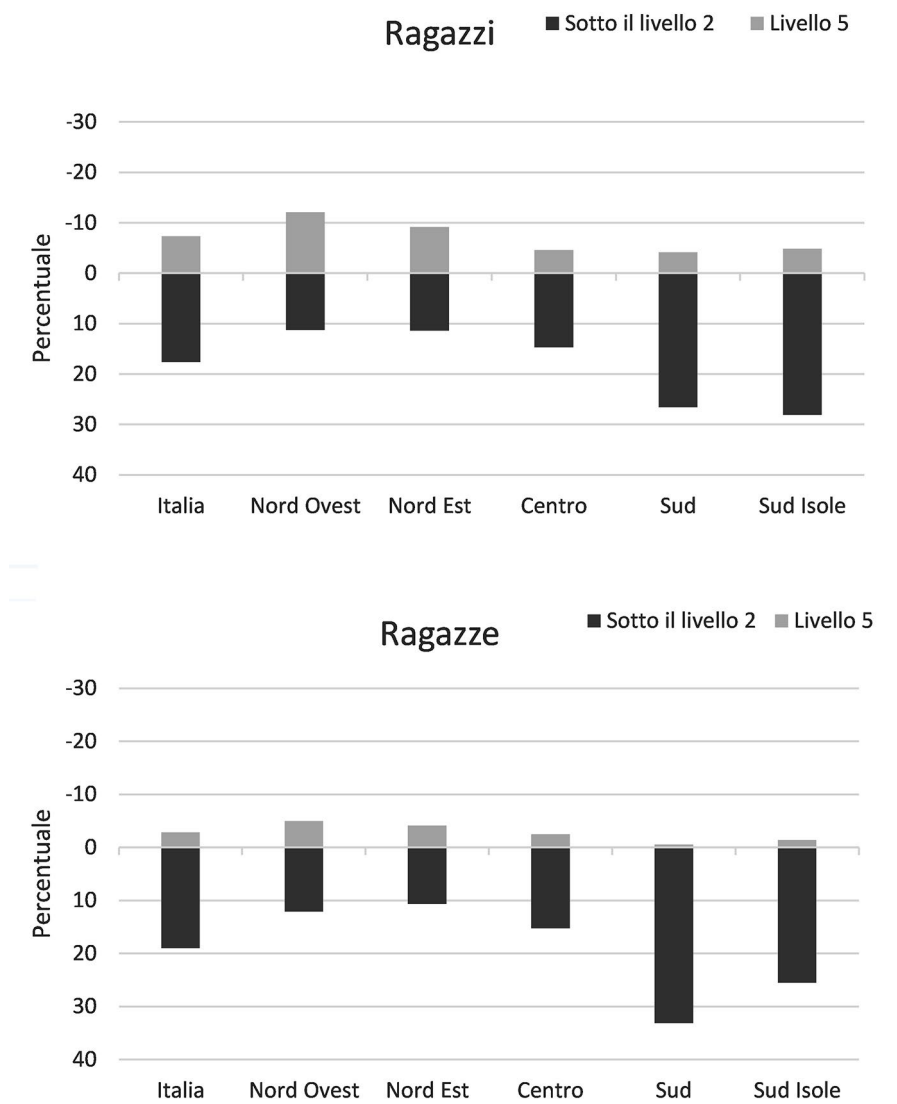 Ragazzi
Sotto il livello 2 Livello 5
-30
-20
-10
0
10
20
30
40
Percentuale
Italia Nord Ovest Nord Est Centro Sud Sud Isole
Ragazze
Sotto il livello 2 Livello 5
-30
-20
-10
0
10
20
30
40
Percentuale
Italia Nord Ovest Nord Est Centro Sud Sud Isole